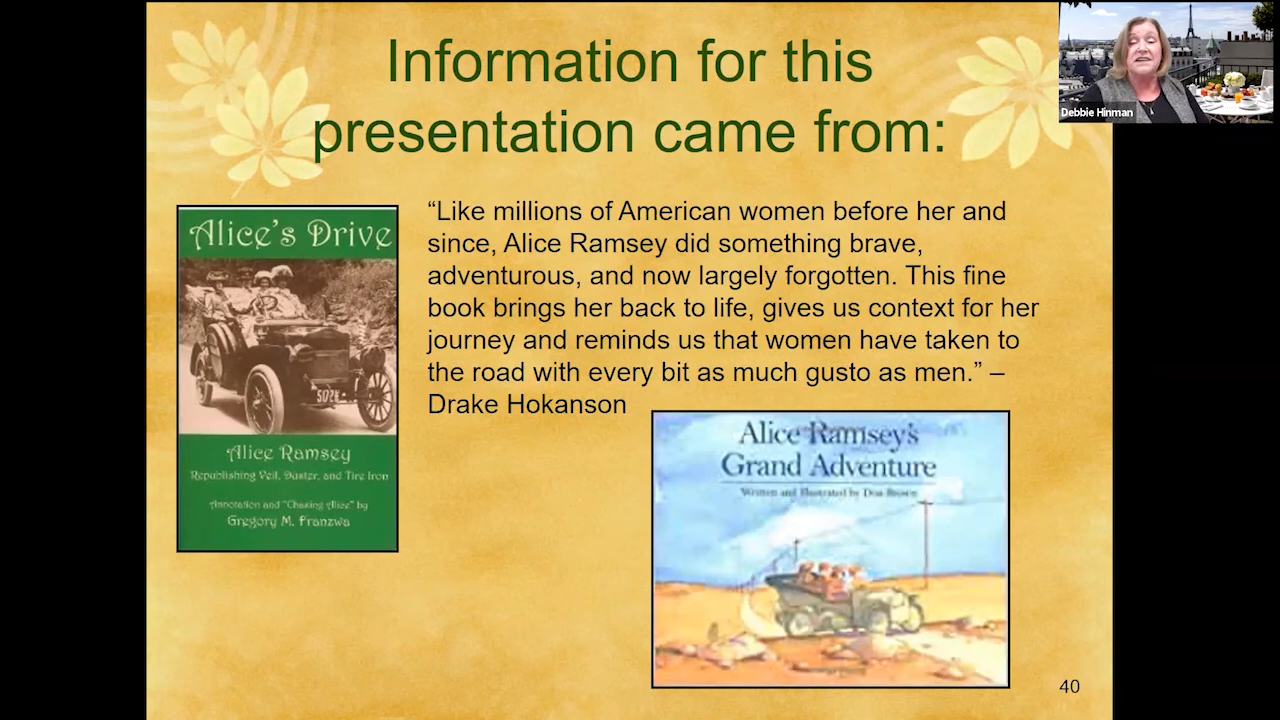 Information for this
presentation came from:
Debbie Hinman
“Like millions of American women before her and
since, Alice Ramsey did something brave,
adventurous, and now largely forgotten. This fine
book brings her back to life, gives us context for her
journey and reminds us that women have taken to
the road with every bit as much gusto as men.” –
Drake Hokanson
Alice's Drive
Alice Ramsey
Republishing Veil, Duster, and Tire Iron
Annotation and "Chasing Alice" by
Gregory M. Franzwa
Alice Ramsey's
Grand Adventure
Written and Illustrated by Don Brown
40